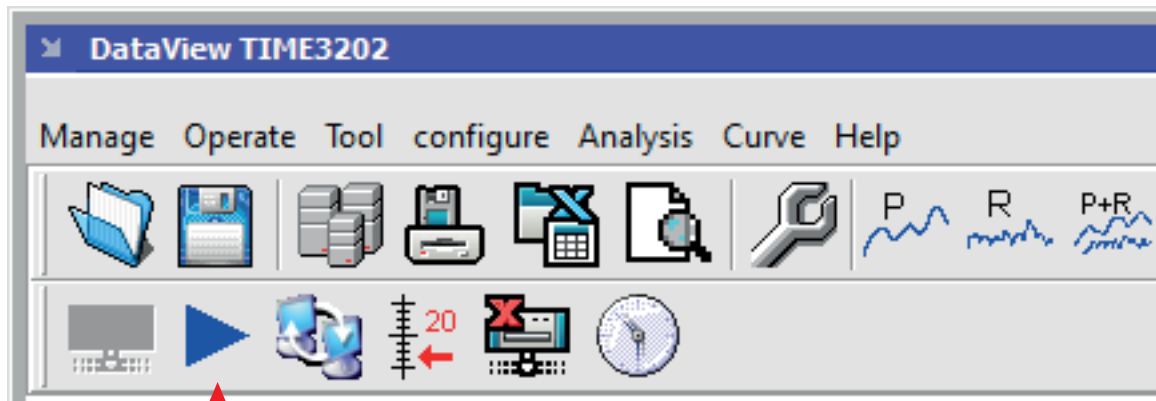 DataView TIME3202
Manage Operate Tool configure Analysis Curve Help
X P R P+R
20 X